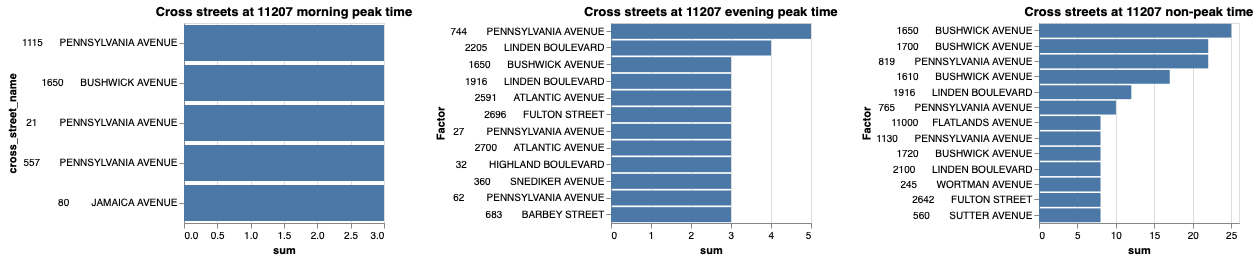 Cross streets at 11207 morning peak time
cross_street_name
1115 PENNSYLVANIA AVENUE
1650 BUSHWICK AVENUE
21 PENNSYLVANIA AVENUE
557 PENNSYLVANIA AVENUE
80 JAMAICA AVENUE
0.0 0.5 1.0 1.5 2.0 2.5 3.0
sum
Cross streets at 11207 evening peak time
Factor
744 PENNSYLVANIA AVENUE
2205 LINDEN BOULEVARD
1650 BUSHWICK AVENUE
1916 LINDEN BOULEVARD
2591 ATLANTIC AVENUE
2696 FULTON STREET
27 PENNSYLVANIA AVENUE
2700 ATLANTIC AVENUE
32 HIGHLAND BOULEVARD
360 SNEDIKER AVENUE
62 PENNSYLVANIA AVENUE
683 BARBEY STREET
0 1 2 3 4 5
sum
Cross streets at 11207 non-peak time
Factor
1650 BUSHWICK AVENUE
1700 BUSHWICK AVENUE
819 PENNSYLVANIA AVENUE
1610 BUSHWICK AVENUE
1916 LINDEN BOULEVARD
765 PENNSYLVANIA AVENUE
11000 FLATLANDS AVENUE
1130 PENNSYLVANIA AVENUE
1720 BUSHWICK AVENUE
2100 LINDEN BOULEVARD
245 WORTMAN AVENUE
2642 FULTON STREET
560 SUTTER AVENUE
0 5 10 15 20 25
sum